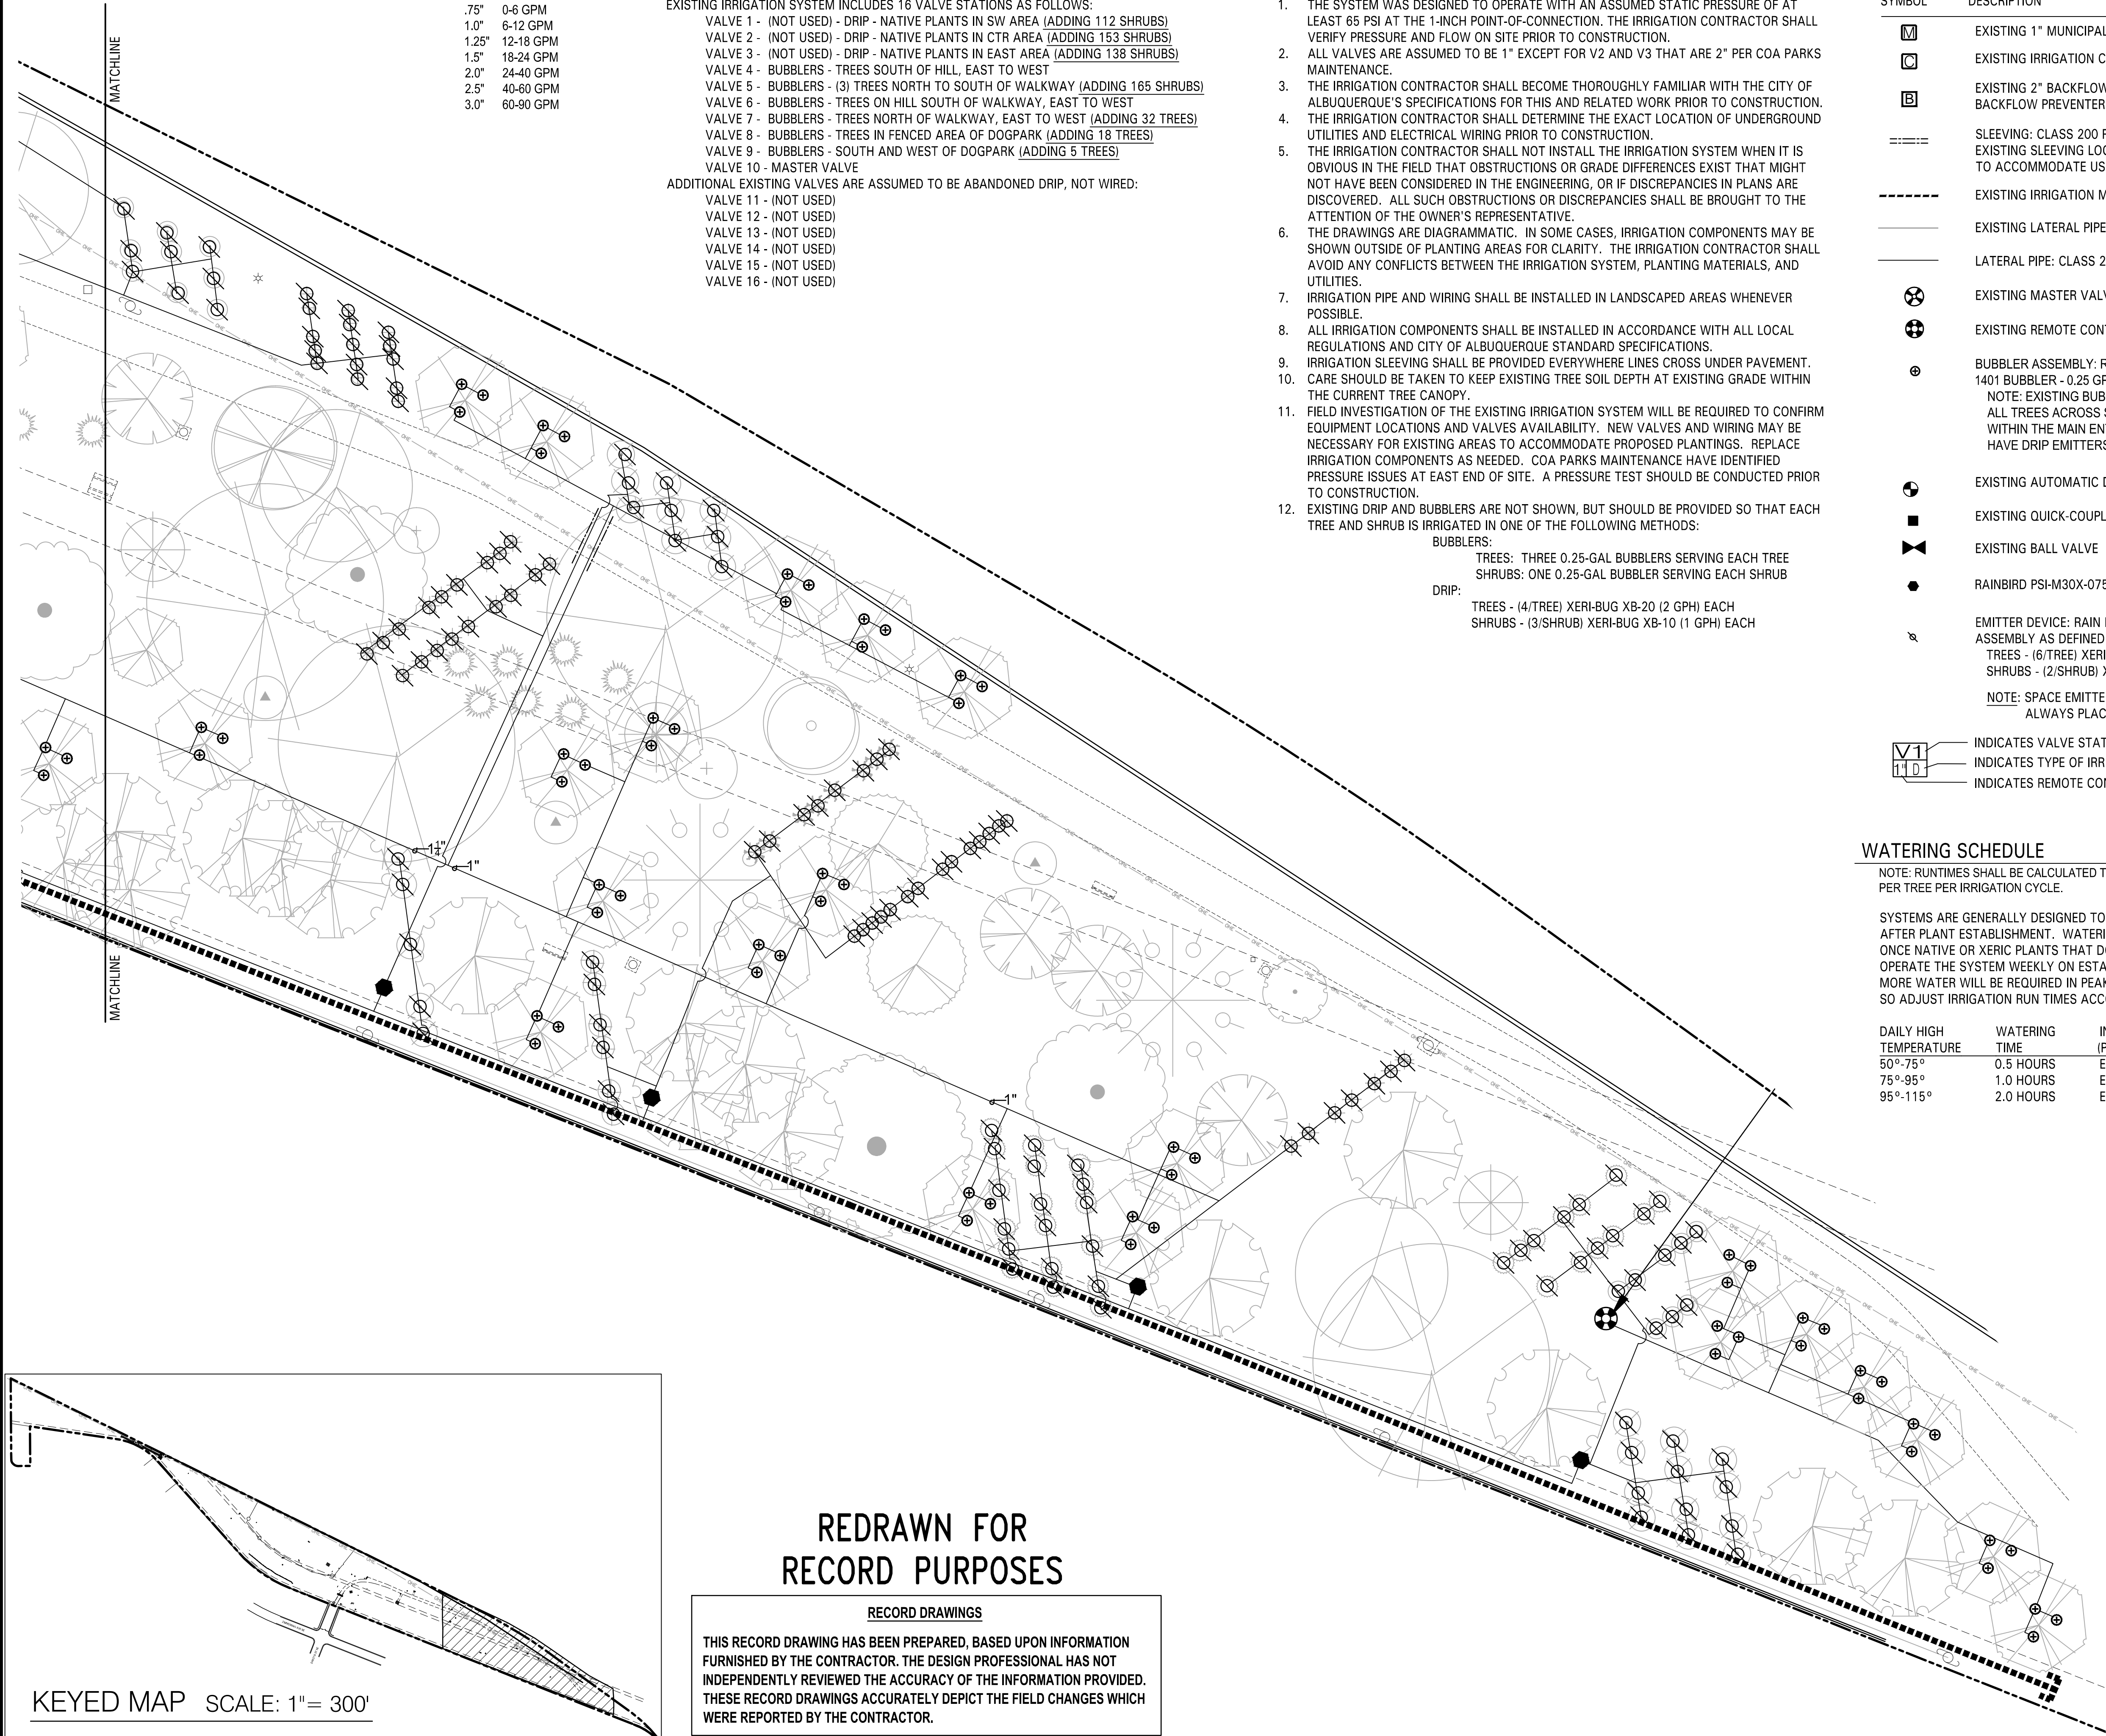 .75" 0-6 GPM
1.0" 6-12 GPM
1.25" 12-18 GPM
1.5" 18-24 GPM
2.0" 24-40 GPM
2.5" 40-60 GPM
3.0" 60-90 GPM
EXISTING IRRIGATION SYSTEM INCLUDES 16 VALVE STATIONS AS FOLLOWS:
VALVE 1 - (NOT USED) - DRIP - NATIVE PLANTS IN SW AREA (ADDING 112 SHRUBS)
VALVE 2 - (NOT USED) - DRIP - NATIVE PLANTS IN CTR AREA (ADDING 153 SHRUBS)
VALVE 3 - (NOT USED) - DRIP - NATIVE PLANTS IN EAST AREA (ADDING 138 SHRUBS)
VALVE 4 - BUBBLERS - TREES SOUTH OF HILL, EAST TO WEST
VALVE 5 - BUBBLERS - (3) TREES NORTH TO SOUTH OF WALKWAY (ADDING 165 SHRUBS)
VALVE 6 - BUBBLERS - TREES ON HILL SOUTH OF WALKWAY, EAST TO WEST
VALVE 7 - BUBBLERS - TREES NORTH OF WALKWAY, EAST TO WEST (ADDING 32 TREES)
VALVE 8 - BUBBLERS - TREES IN FENCED AREA OF DOGPARK (ADDING 18 TREES)
VALVE 9 - BUBBLERS - SOUTH AND WEST OF DOGPARK (ADDING 5 TREES)
VALVE 10 - MASTER VALVE
ADDITIONAL EXISTING VALVES ARE ASSUMED TO BE ABANDONED DRIP, NOT WIRED:
VALVE 11 - (NOT USED)
VALVE 12 - (NOT USED)
VALVE 13 - (NOT USED)
VALVE 14 - (NOT USED)
VALVE 15 - (NOT USED)
VALVE 16 - (NOT USED)
1. THE SYSTEM WAS DESIGNED TO OPERATE WITH AN ASSUMED STATIC PRESSURE OF AT
LEAST 65 PSI AT THE 1-INCH POINT-OF-CONNECTION. THE IRRIGATION CONTRACTOR SHALL
VERIFY PRESSURE AND FLOW ON SITE PRIOR TO CONSTRUCTION.
2. ALL VALVES ARE ASSUMED TO BE 1" EXCEPT FOR V2 AND V3 THAT ARE 2" PER COA PARKS
MAINTENANCE.
3. THE IRRIGATION CONTRACTOR SHALL BECOME THOROUGHLY FAMILIAR WITH THE CITY OF
ALBUQUERQUE'S SPECIFICATIONS FOR THIS AND RELATED WORK PRIOR TO CONSTRUCTION.
4. THE IRRIGATION CONTRACTOR SHALL DETERMINE THE EXACT LOCATION OF UNDERGROUND
UTILITIES AND ELECTRICAL WIRING PRIOR TO CONSTRUCTION.
5. THE IRRIGATION CONTRACTOR SHALL NOT INSTALL THE IRRIGATION SYSTEM WHEN IT IS
OBVIOUS IN THE FIELD THAT OBSTRUCTIONS OR GRADE DIFFERENCES EXIST THAT MIGHT
NOT HAVE BEEN CONSIDERED IN THE ENGINEERING, OR IF DISCREPANCIES IN PLANS ARE
DISCOVERED. ALL SUCH OBSTRUCTIONS OR DISCREPANCIES SHALL BE BROUGHT TO THE
ATTENTION OF THE OWNER'S REPRESENTATIVE.
6. THE DRAWINGS ARE DIAGRAMMATIC. IN SOME CASES, IRRIGATION COMPONENTS MAY BE
SHOWN OUTSIDE OF PLANTING AREAS FOR CLARITY. THE IRRIGATION CONTRACTOR SHALL
AVOID ANY CONFLICTS BETWEEN THE IRRIGATION SYSTEM, PLANTING MATERIALS, AND
UTILITIES.
7. IRRIGATION PIPE AND WIRING SHALL BE INSTALLED IN LANDSCAPED AREAS WHENEVER
POSSIBLE.
8. ALL IRRIGATION COMPONENTS SHALL BE INSTALLED IN ACCORDANCE WITH ALL LOCAL
REGULATIONS AND CITY OF ALBUQUERQUE STANDARD SPECIFICATIONS.
9. IRRIGATION SLEEVING SHALL BE PROVIDED EVERYWHERE LINES CROSS UNDER PAVEMENT.
10. CARE SHOULD BE TAKEN TO KEEP EXISTING TREE SOIL DEPTH AT EXISTING GRADE WITHIN
THE CURRENT TREE CANOPY.
11. FIELD INVESTIGATION OF THE EXISTING IRRIGATION SYSTEM WILL BE REQUIRED TO CONFIRM
EQUIPMENT LOCATIONS AND VALVES AVAILABILITY. NEW VALVES AND WIRING MAY BE
NECESSARY FOR EXISTING AREAS TO ACCOMMODATE PROPOSED PLANTINGS. REPLACE
IRRIGATION COMPONENTS AS NEEDED. COA PARKS MAINTENANCE HAVE IDENTIFIED
PRESSURE ISSUES AT EAST END OF SITE. A PRESSURE TEST SHOULD BE CONDUCTED PRIOR
TO CONSTRUCTION.
12. EXISTING DRIP AND BUBBLERS ARE NOT SHOWN, BUT SHOULD BE PROVIDED SO THAT EACH
TREE AND SHRUB IS IRRIGATED IN ONE OF THE FOLLOWING METHODS:
BUBBLERS:
TREES: THREE 0.25-GAL BUBBLERS SERVING EACH TREE
SHRUBS: ONE 0.25-GAL BUBBLER SERVING EACH SHRUB
DRIP:
TREES - (4/TREE) XERI-BUG XB-20 (2 GPH) EACH
SHRUBS - (3/SHRUB) XERI-BUG XB-10 (1 GPH) EACH
SYMBOL DESCRIPTION
M EXISTING 1" MUNICIPAL
C EXISTING IRRIGATION C
B EXISTING 2" BACKFLOW
BACKFLOW PREVENTER
SLEEVING: CLASS 200 P
EXISTING SLEEVING LOC
TO ACCOMMODATE US
EXISTING IRRIGATION M
EXISTING LATERAL PIPE
LATERAL PIPE: CLASS 2
EXISTING MASTER VALV
EXISTING REMOTE CONT
BUBBLER ASSEMBLY: R
1401 BUBBLER - 0.25 GP
NOTE: EXISTING BUB
ALL TREES ACROSS S
WITHIN THE MAIN EN
HAVE DRIP EMITTERS
EXISTING AUTOMATIC D
EXISTING QUICK-COUPL
EXISTING BALL VALVE
RAINBIRD PSI-M30X-075
EMITTER DEVICE: RAIN
ASSEMBLY AS DEFINED
TREES - (6/TREE) XERI
SHRUBS - (2/SHRUB) X
NOTE: SPACE EMITTE
ALWAYS PLAC
V1
1" D
INDICATES VALVE STAT
INDICATES TYPE OF IRR
INDICATES REMOTE CON
WATERING SCHEDULE
NOTE: RUNTIMES SHALL BE CALCULATED T
PER TREE PER IRRIGATION CYCLE.
SYSTEMS ARE GENERALLY DESIGNED TO
AFTER PLANT ESTABLISHMENT. WATERI
ONCE NATIVE OR XERIC PLANTS THAT D
OPERATE THE SYSTEM WEEKLY ON ESTA
MORE WATER WILL BE REQUIRED IN PEAK
SO ADJUST IRRIGATION RUN TIMES ACCO
DAILY HIGH WATERING IN
TEMPERATURE TIME (P
50°-75° 0.5 HOURS E
75°-95° 1.0 HOURS E
95°-115° 2.0 HOURS E
MATCHLINE
MATCHLINE
1¼"
1"
1"
KEYED MAP SCALE: 1"= 300'
REDRAWN FOR
RECORD PURPOSES
RECORD DRAWINGS
THIS RECORD DRAWING HAS BEEN PREPARED, BASED UPON INFORMATION
FURNISHED BY THE CONTRACTOR. THE DESIGN PROFESSIONAL HAS NOT
INDEPENDENTLY REVIEWED THE ACCURACY OF THE INFORMATION PROVIDED.
THESE RECORD DRAWINGS ACCURATELY DEPICT THE FIELD CHANGES WHICH
WERE REPORTED BY THE CONTRACTOR.